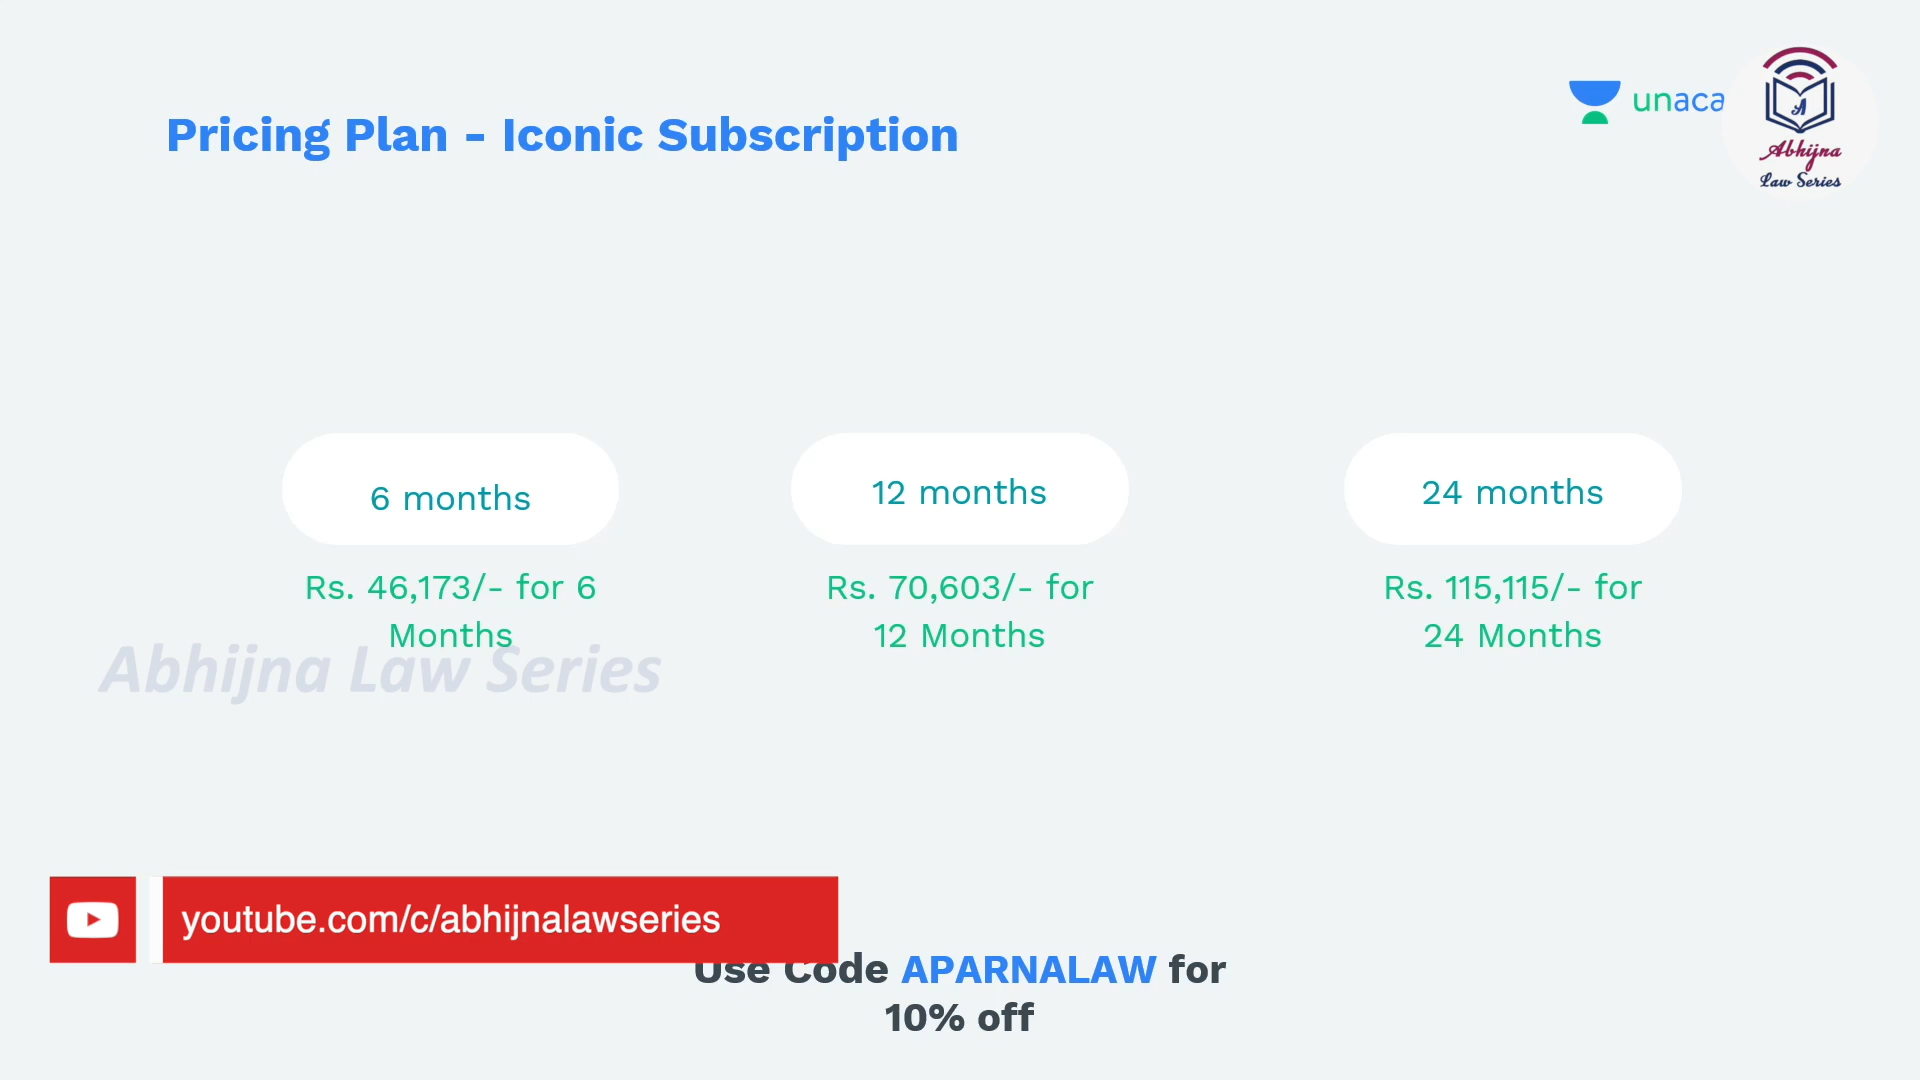 Pricing Plan - Iconic Subscription
unaca
A
Abhijna
Law Series
6 months
12 months
24 months
Rs. 46,173/- for 6
Months
Rs. 70,603/- for
12 Months
Rs. 115,115/- for
24 Months
Abhijna Law Series
youtube.com/c/abhijnalawseries
Use Code APARNALAW for
10% off